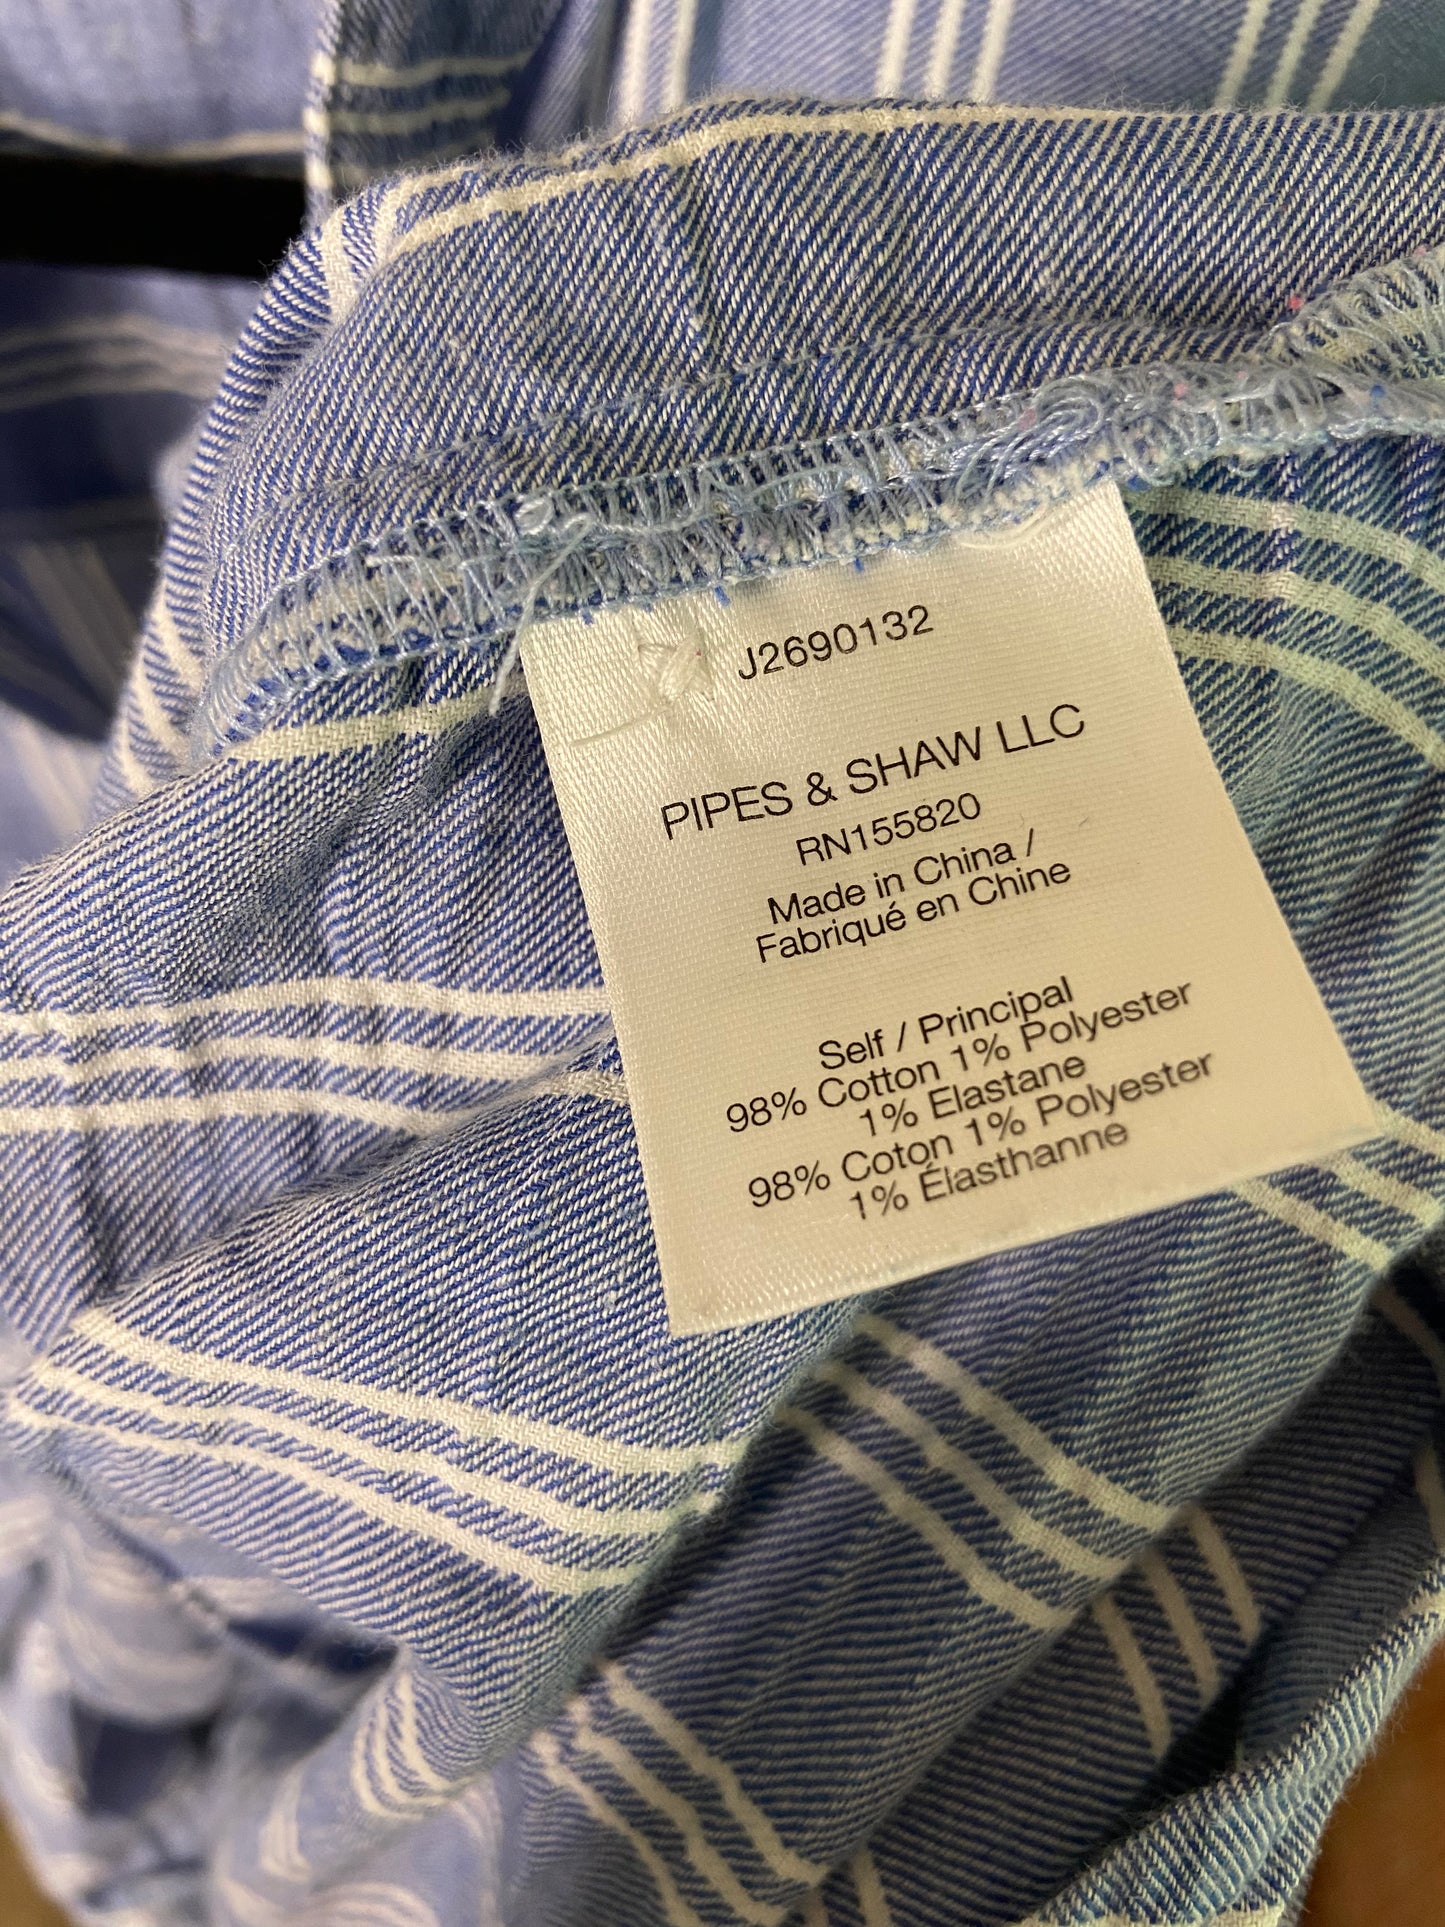 J2690132
PIPES & SHAW LLC
RN155820
Made in China /
Fabriqué en Chine
Self / Principal
98% Cotton 1% Polyester
1% Elastane
98% Coton 1% Polyester
1% Élasthanne